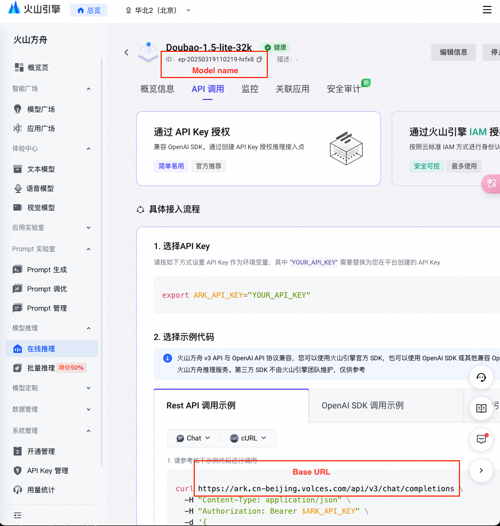 火山引擎
总览
华北2（北京）
火山方舟
概览页
智能广场
模型广场
应用广场
体验中心
文本模型
语音模型
视觉模型
应用实验室
Prompt 实验室
Prompt 生成
Prompt 调优
Prompt 管理
模型推理
在线推理
批量推理 降价50%
模型定制
数据管理
系统管理
开通管理
API Key 管理
用量统计
Doubao-1.5-lite-32k
健康
编辑信息
ID： ep-20250319110219-hrfx8
描述： -
Model name
概览信息
API 调用
监控
关联应用
安全审计
新
通过 API Key 授权
兼容 OpenAI SDK，通过创建 API Key 授权推理接入点
简单易用
官方推荐
通过火山引擎 IAM 授
按照云标准 IAM 方式进行身份认
安全可控
最多使用
具体接入流程
1. 选择API Key
请按如下方式设置 API Key 作为环境变量，其中 "YOUR_API_KEY" 需要替换为您在平台创建的 API Key
export ARK_API_KEY="YOUR_API_KEY"
2. 选择示例代码
火山方舟 v3 API 与 OpenAI API 协议兼容，您可以使用火山引擎官方 SDK，也可以使用 OpenAI SDK 或其他兼容 Op
火山方舟推理服务，第三方 SDK 不由火山引擎团队维护，仅供参考
Rest API 调用示例
OpenAI SDK 调用示例
Chat
cURL
1. 请参考如下示例代码进行调用
Base URL
curl https://ark.cn-beijing.volces.com/api/v3/chat/completions \
-H "Content-Type: application/json" \
-H "Authorization: Bearer $ARK_API_KEY" \
-d '{